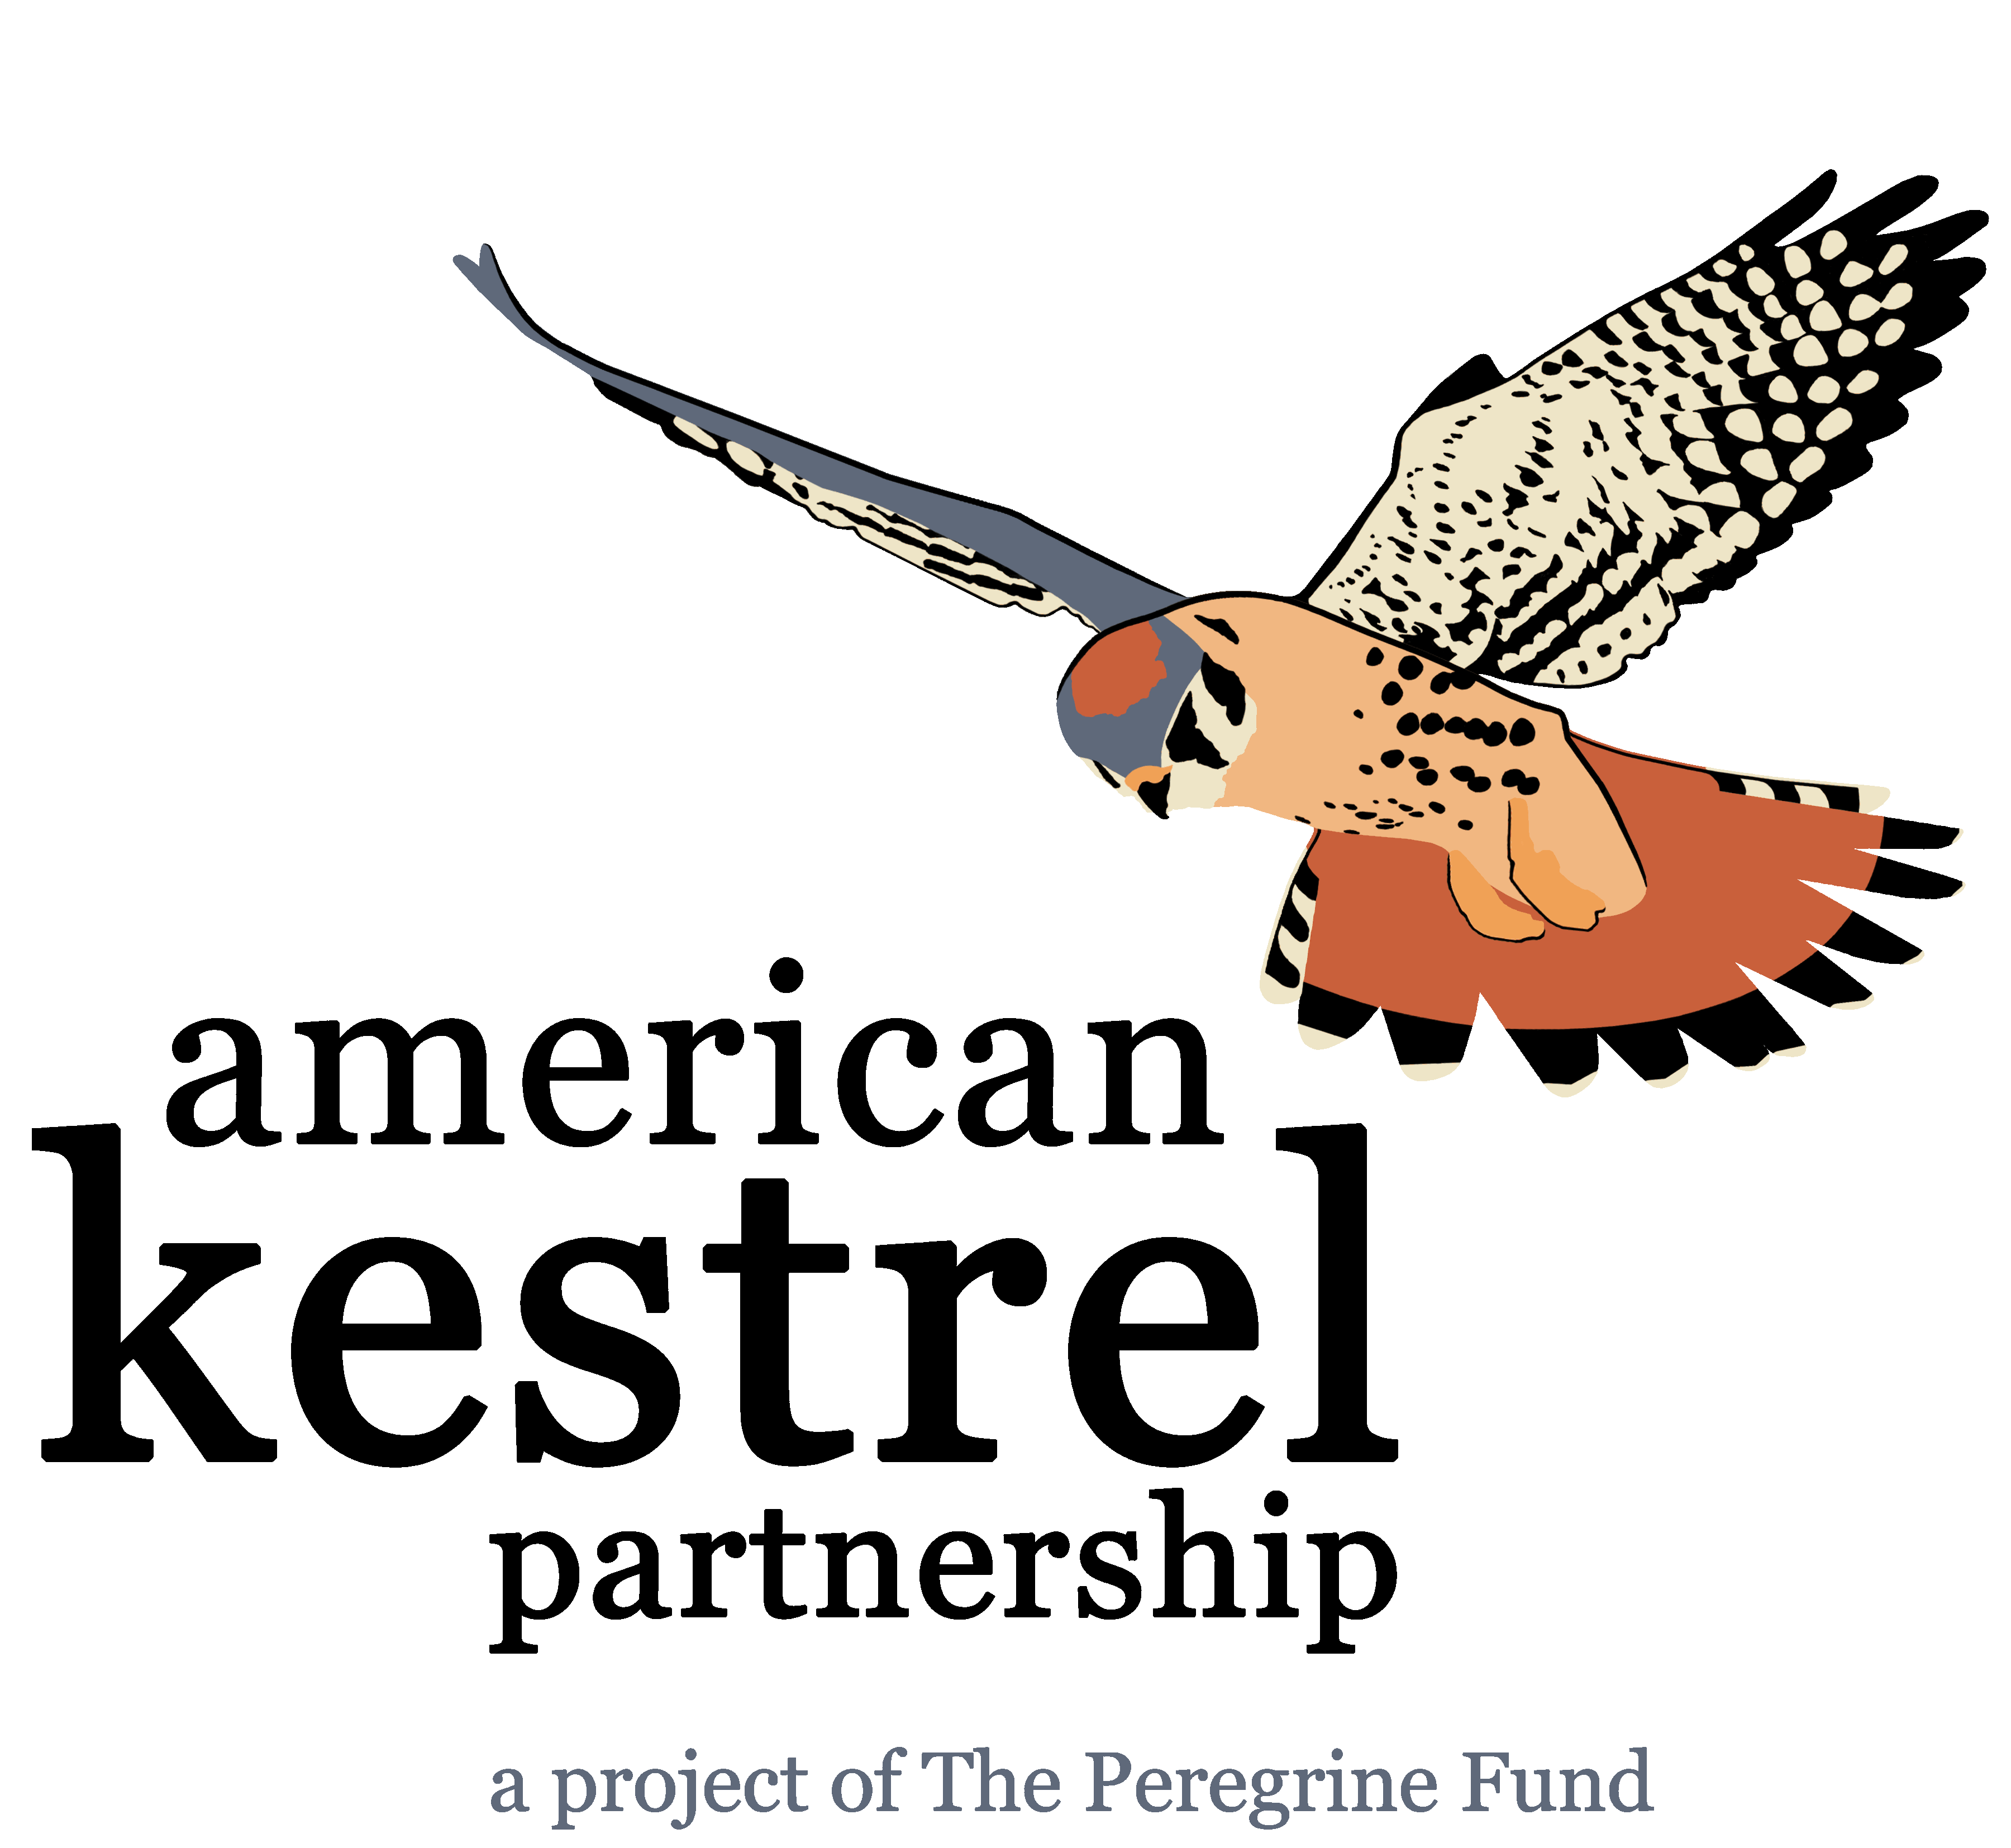 american
kestrel
partnership
a project of The Peregrine Fund